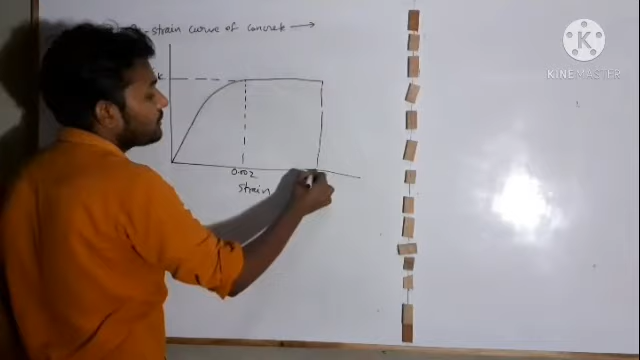 -strain curve of concrete →
k
0.002
strain
K
KINEMASTER